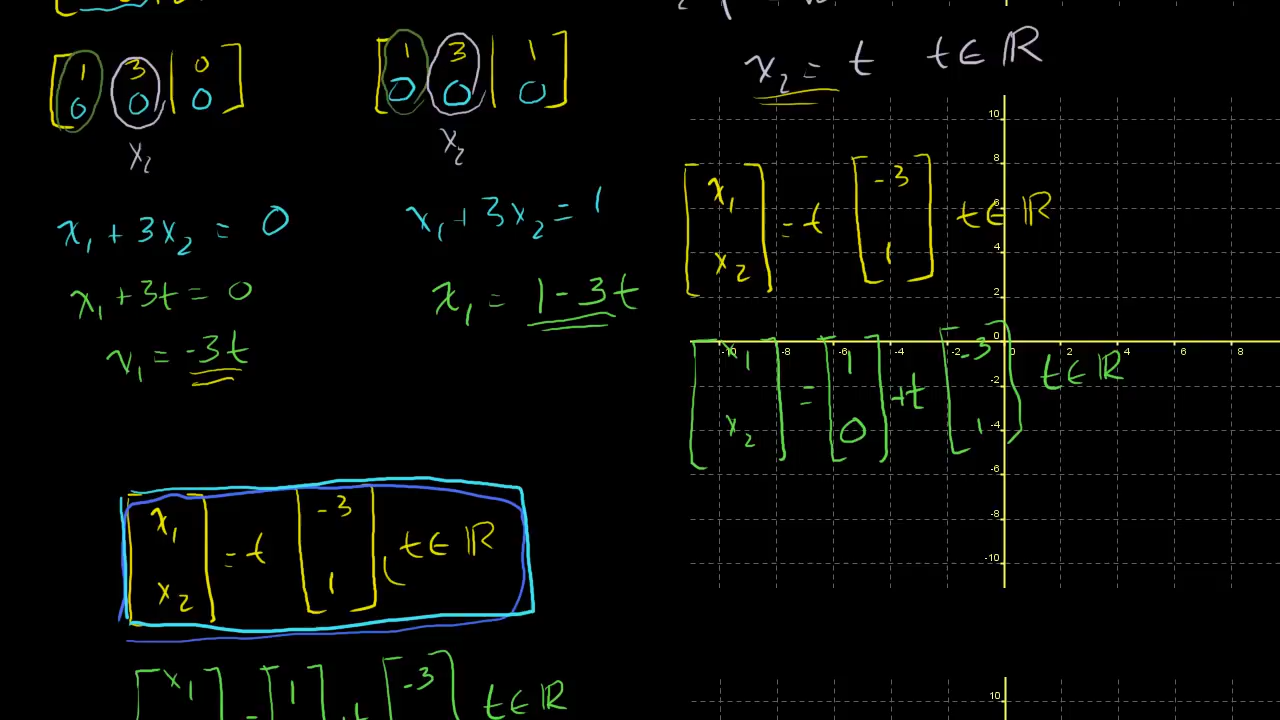 [ 1 3 | 0
0 0 | 0 ]
x₂
x₁ + 3x₂ = 0
x₁ + 3t = 0
x₁ = -3t
[ 1 3 | 1
0 0 | 0 ]
x₂
x₁ + 3x₂ = 1
x₁ = 1 - 3t
[ x₁
x₂ ] = t [ -3
1 ], t ∈ ℝ
[ x₁ = [ 1 + t [ -3 t ∈ ℝ
x₂ = t t ∈ ℝ
[ x₁
x₂ ] = t [ -3
1 ] t ∈ ℝ
[ x₁
x₂ ] = [ 1
0 ] + t [ -3
1 ] t ∈ ℝ
10
8
6
4
2
0
-10 -8 -6 -4 -2 0 2 4 6 8
-2
-4
-6
-8
-10
10